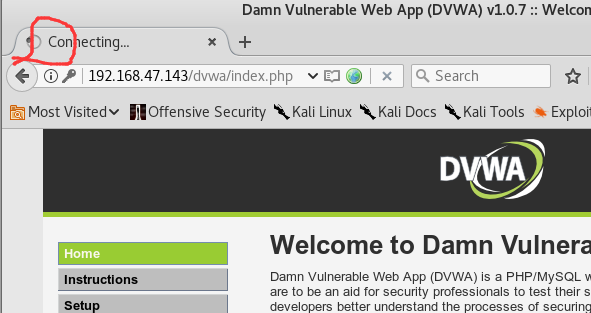 Damn Vulnerable Web App (DVWA) v1.0.7 :: Welcom
Connecting...
192.168.47.143/dvwa/index.php
Search
Most Visited
Offensive Security
Kali Linux
Kali Docs
Kali Tools
Exploit
DVWA
Home
Instructions
Setup
Welcome to Damn Vulnera
Damn Vulnerable Web App (DVWA) is a PHP/MySQL w
are to be an aid for security professionals to test their s
developers better understand the processes of securing